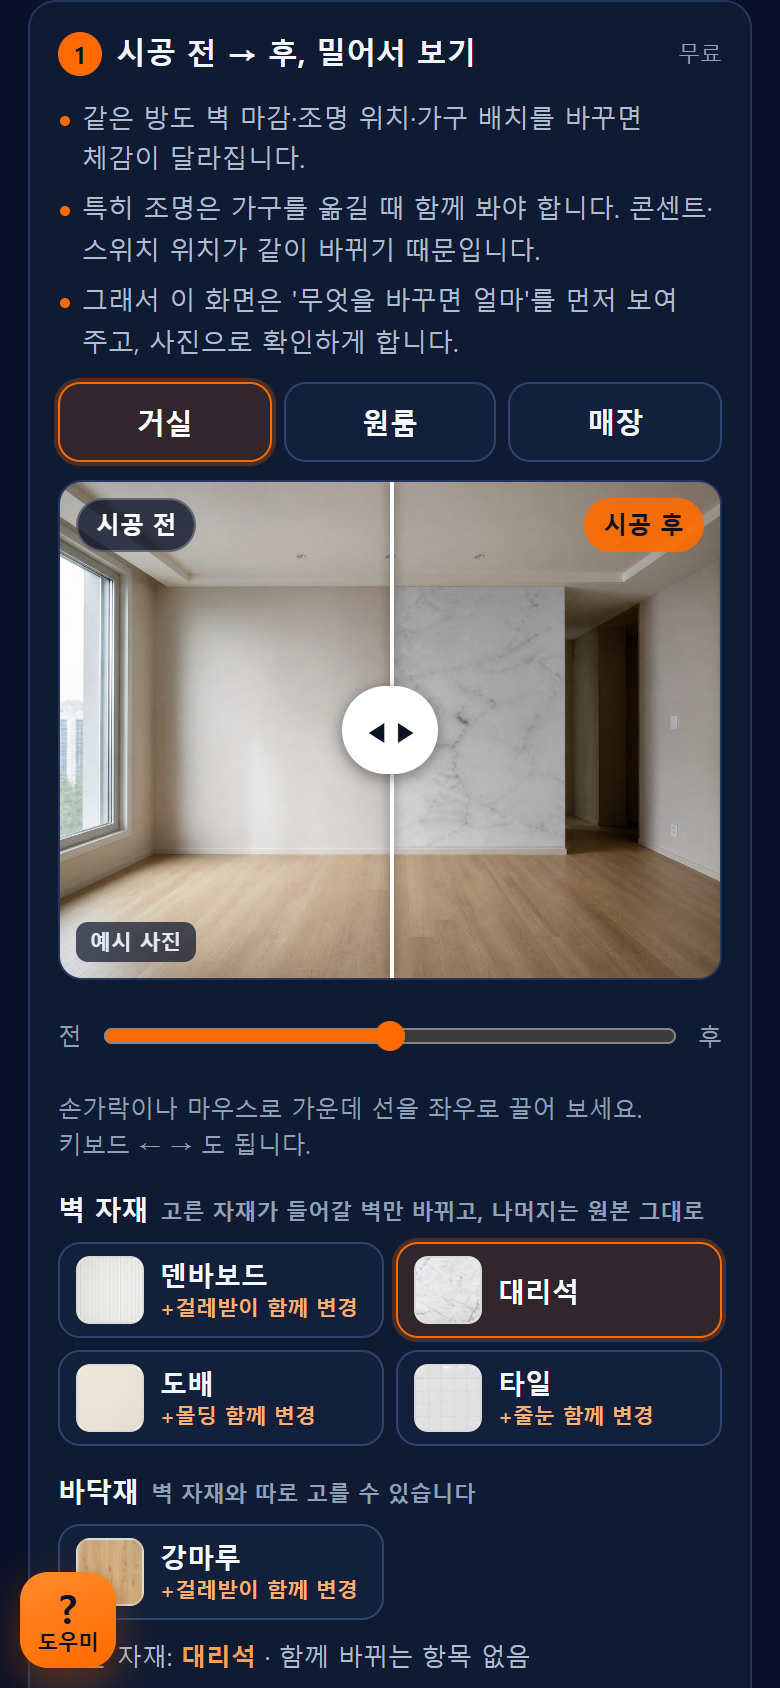 1 시공 전 → 후, 밀어서 보기
무료
같은 방도 벽 마감·조명 위치·가구 배치를 바꾸면
체감이 달라집니다.
특히 조명은 가구를 옮길 때 함께 봐야 합니다. 콘센트·
스위치 위치가 같이 바뀌기 때문입니다.
그래서 이 화면은 '무엇을 바꾸면 얼마'를 먼저 보여
주고, 사진으로 확인하게 합니다.
거실
원룸
매장
시공 전
시공 후
예시 사진
전
후
손가락이나 마우스로 가운데 선을 좌우로 끌어 보세요.
키보드 ← → 도 됩니다.
벽 자재 고른 자재가 들어갈 벽만 바뀌고, 나머지는 원본 그대로
덴바보드
+걸레받이 함께 변경
대리석
도배
+몰딩 함께 변경
타일
+줄눈 함께 변경
바닥재 벽 자재와 따로 고를 수 있습니다
강마루
+걸레받이 함께 변경
?
도우미
자재: 대리석 · 함께 바뀌는 항목 없음